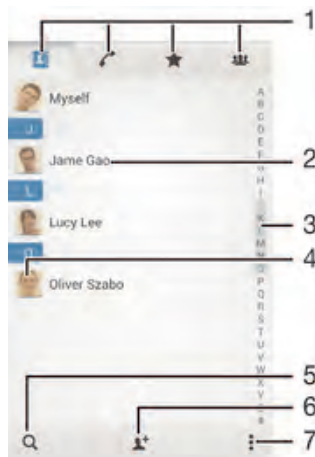 1
Myself
J
Jame Gao
2
L
Lucy Lee
3
4
Oliver Szabo
A
B
C
D
E
F
G
H
I
K
M
N
O
P
Q
R
S
T
U
V
W
X
Y
#
5
6
7